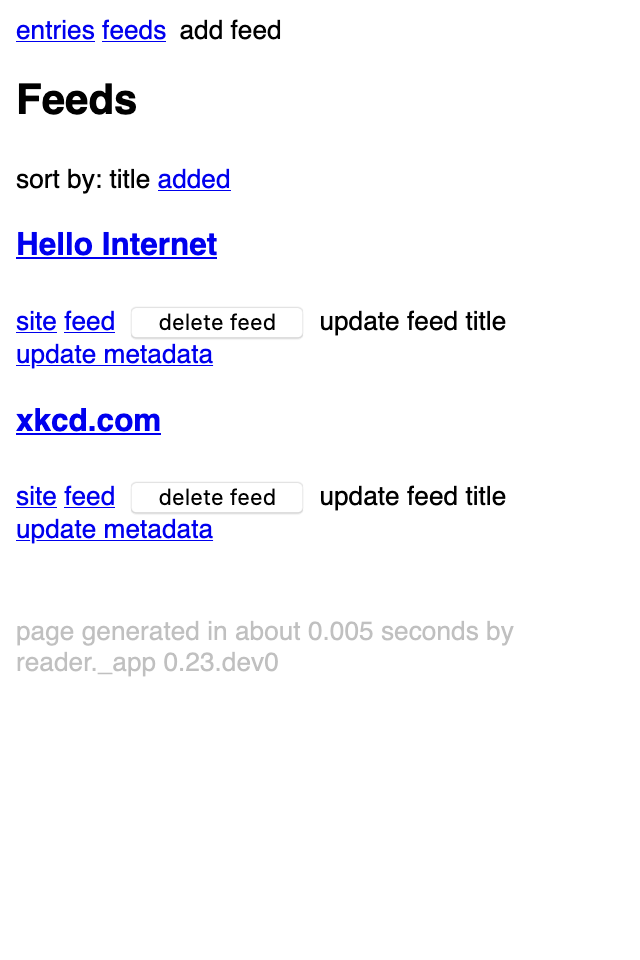 entries feeds add feed
Feeds
sort by: title added
Hello Internet
site feed delete feed update feed title
update metadata
xkcd.com
site feed delete feed update feed title
update metadata
page generated in about 0.005 seconds by
reader._app 0.23.dev0